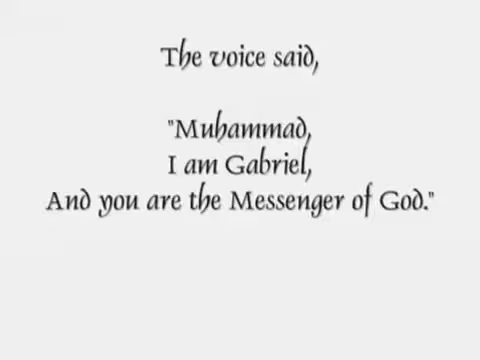 The voice said,
"Muhammad,
I am Gabriel,
And you are the Messenger of God."